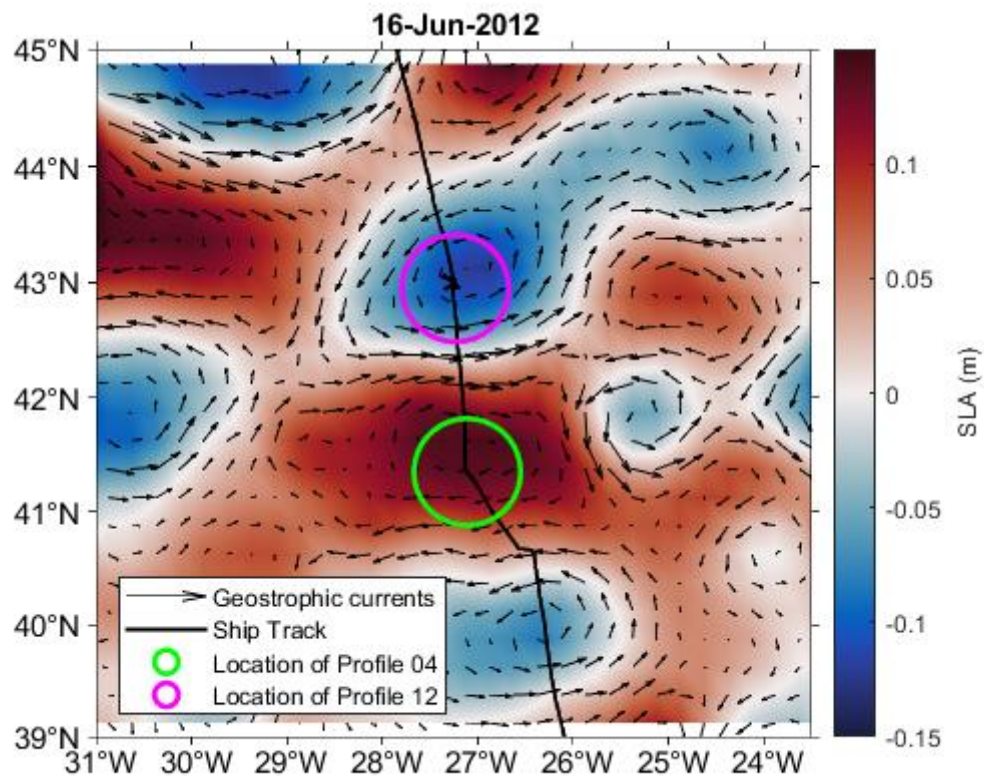 16-Jun-2012
45°N
44°N
43°N
42°N
41°N
40°N
39°N
31°W 30°W 29°W 28°W 27°W 26°W 25°W 24°W
Geostrophic currents
Ship Track
Location of Profile 04
Location of Profile 12
0.1
0.05
0
-0.05
-0.1
-0.15
SLA (m)